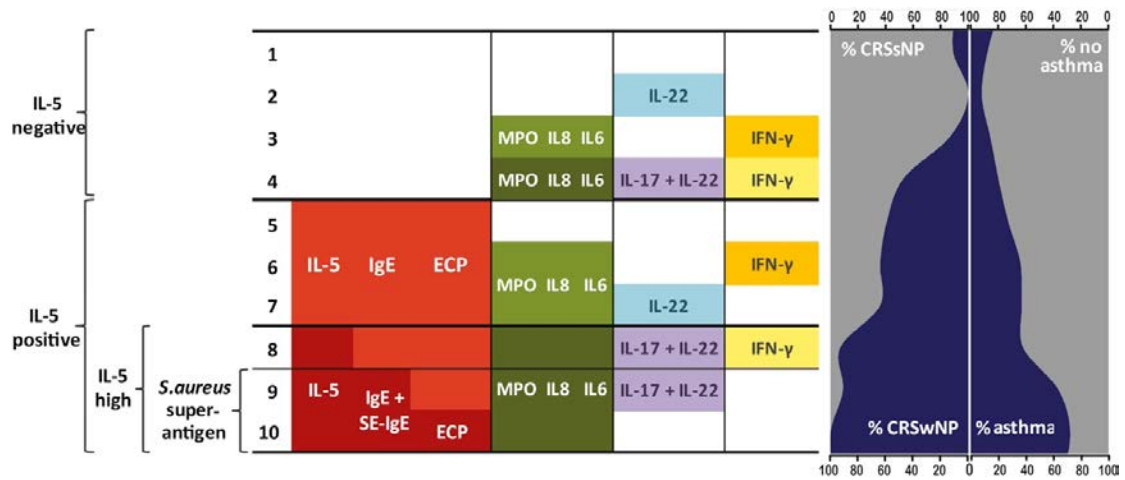 0 20 40 60 80 100 80 60 40 20 0
% CRSsNP
% no
asthma
IL-5
negative
1
2
IL-22
3
MPO IL8 IL6
IFN-γ
4
MPO IL8 IL6
IL-17 + IL-22
IFN-γ
IL-5
positive
5
6
IL-5 IgE ECP
MPO IL8 IL6
IFN-γ
7
IL-22
IL-5
high
8
IL-17 + IL-22
IFN-γ
S.aureus
super-
antigen
9
IL-5
IgE +
SE-IgE
MPO IL8 IL6
IL-17 + IL-22
10
ECP
% CRSwNP
% asthma
100 80 60 40 20 0 20 40 60 80 100